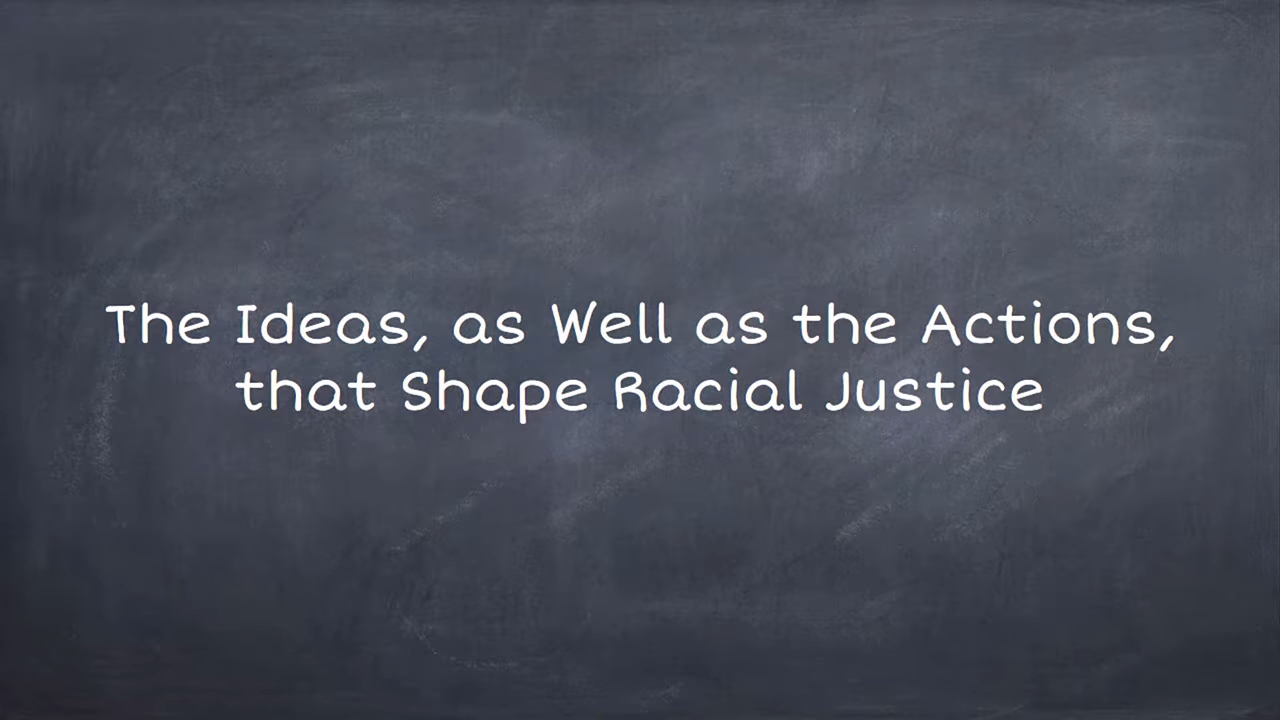 The Ideas, as Well as the Actions,
that Shape Racial Justice